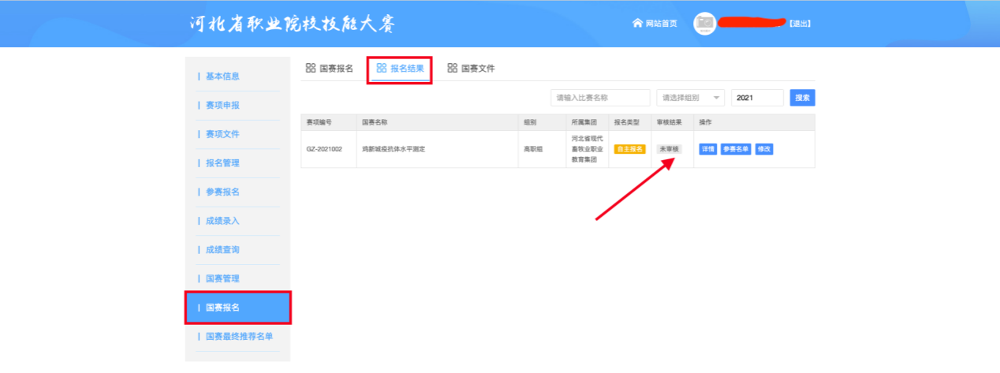 河北省职业院校技能大赛
网站首页
【退出】
基本信息
赛项申报
赛项文件
报名管理
参赛报名
成绩录入
成绩查询
国赛管理
国赛报名
国赛最终推荐名单
国赛报名 报名结果 国赛文件
请输入比赛名称 请选择组别 2021 搜索
赛项编号 国赛名称 组别 所属集团 报名类型 审核结果 操作
GZ-2021002 鸡新城疫抗体水平测定 高职组 河北省现代
畜牧业职业
教育集团
自主报名 未审核 详情 参赛名单 修改